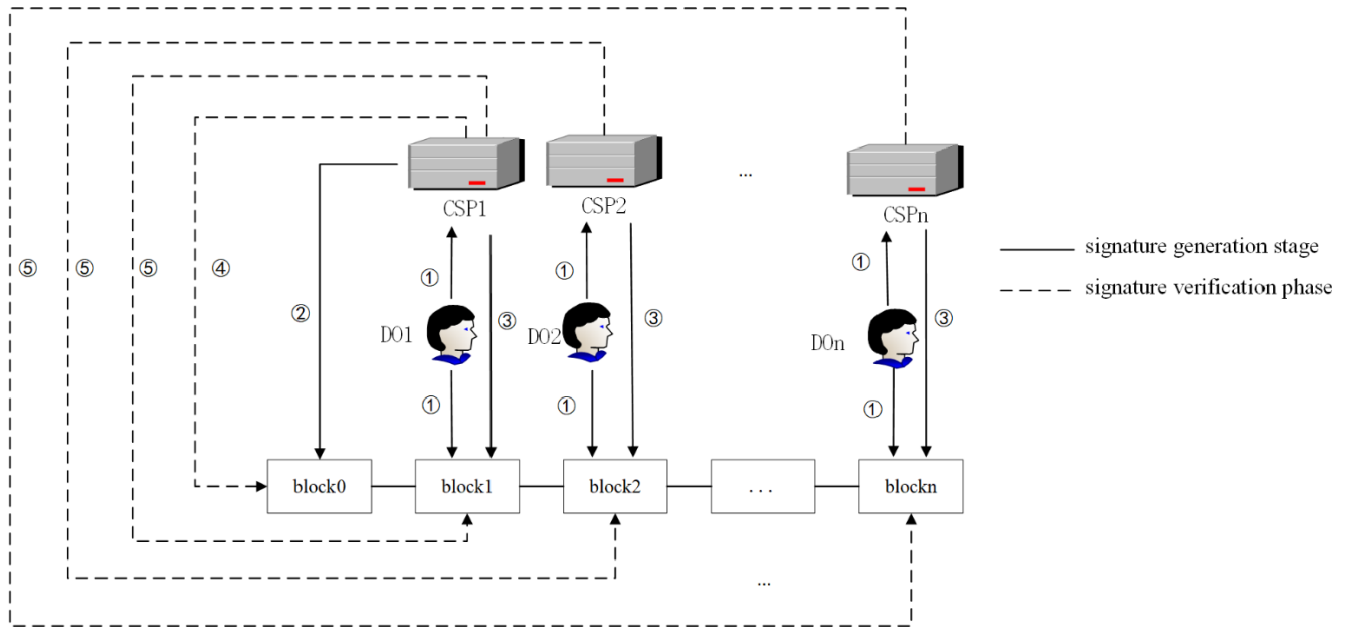 ...
CSP1
CSP2
CSPn
signature generation stage
⑤
⑤
⑤
④
①
①
①
signature verification phase
②
③
③
③
DO1
DO2
DOn
①
①
①
block0
block1
block2
...
blockn
...